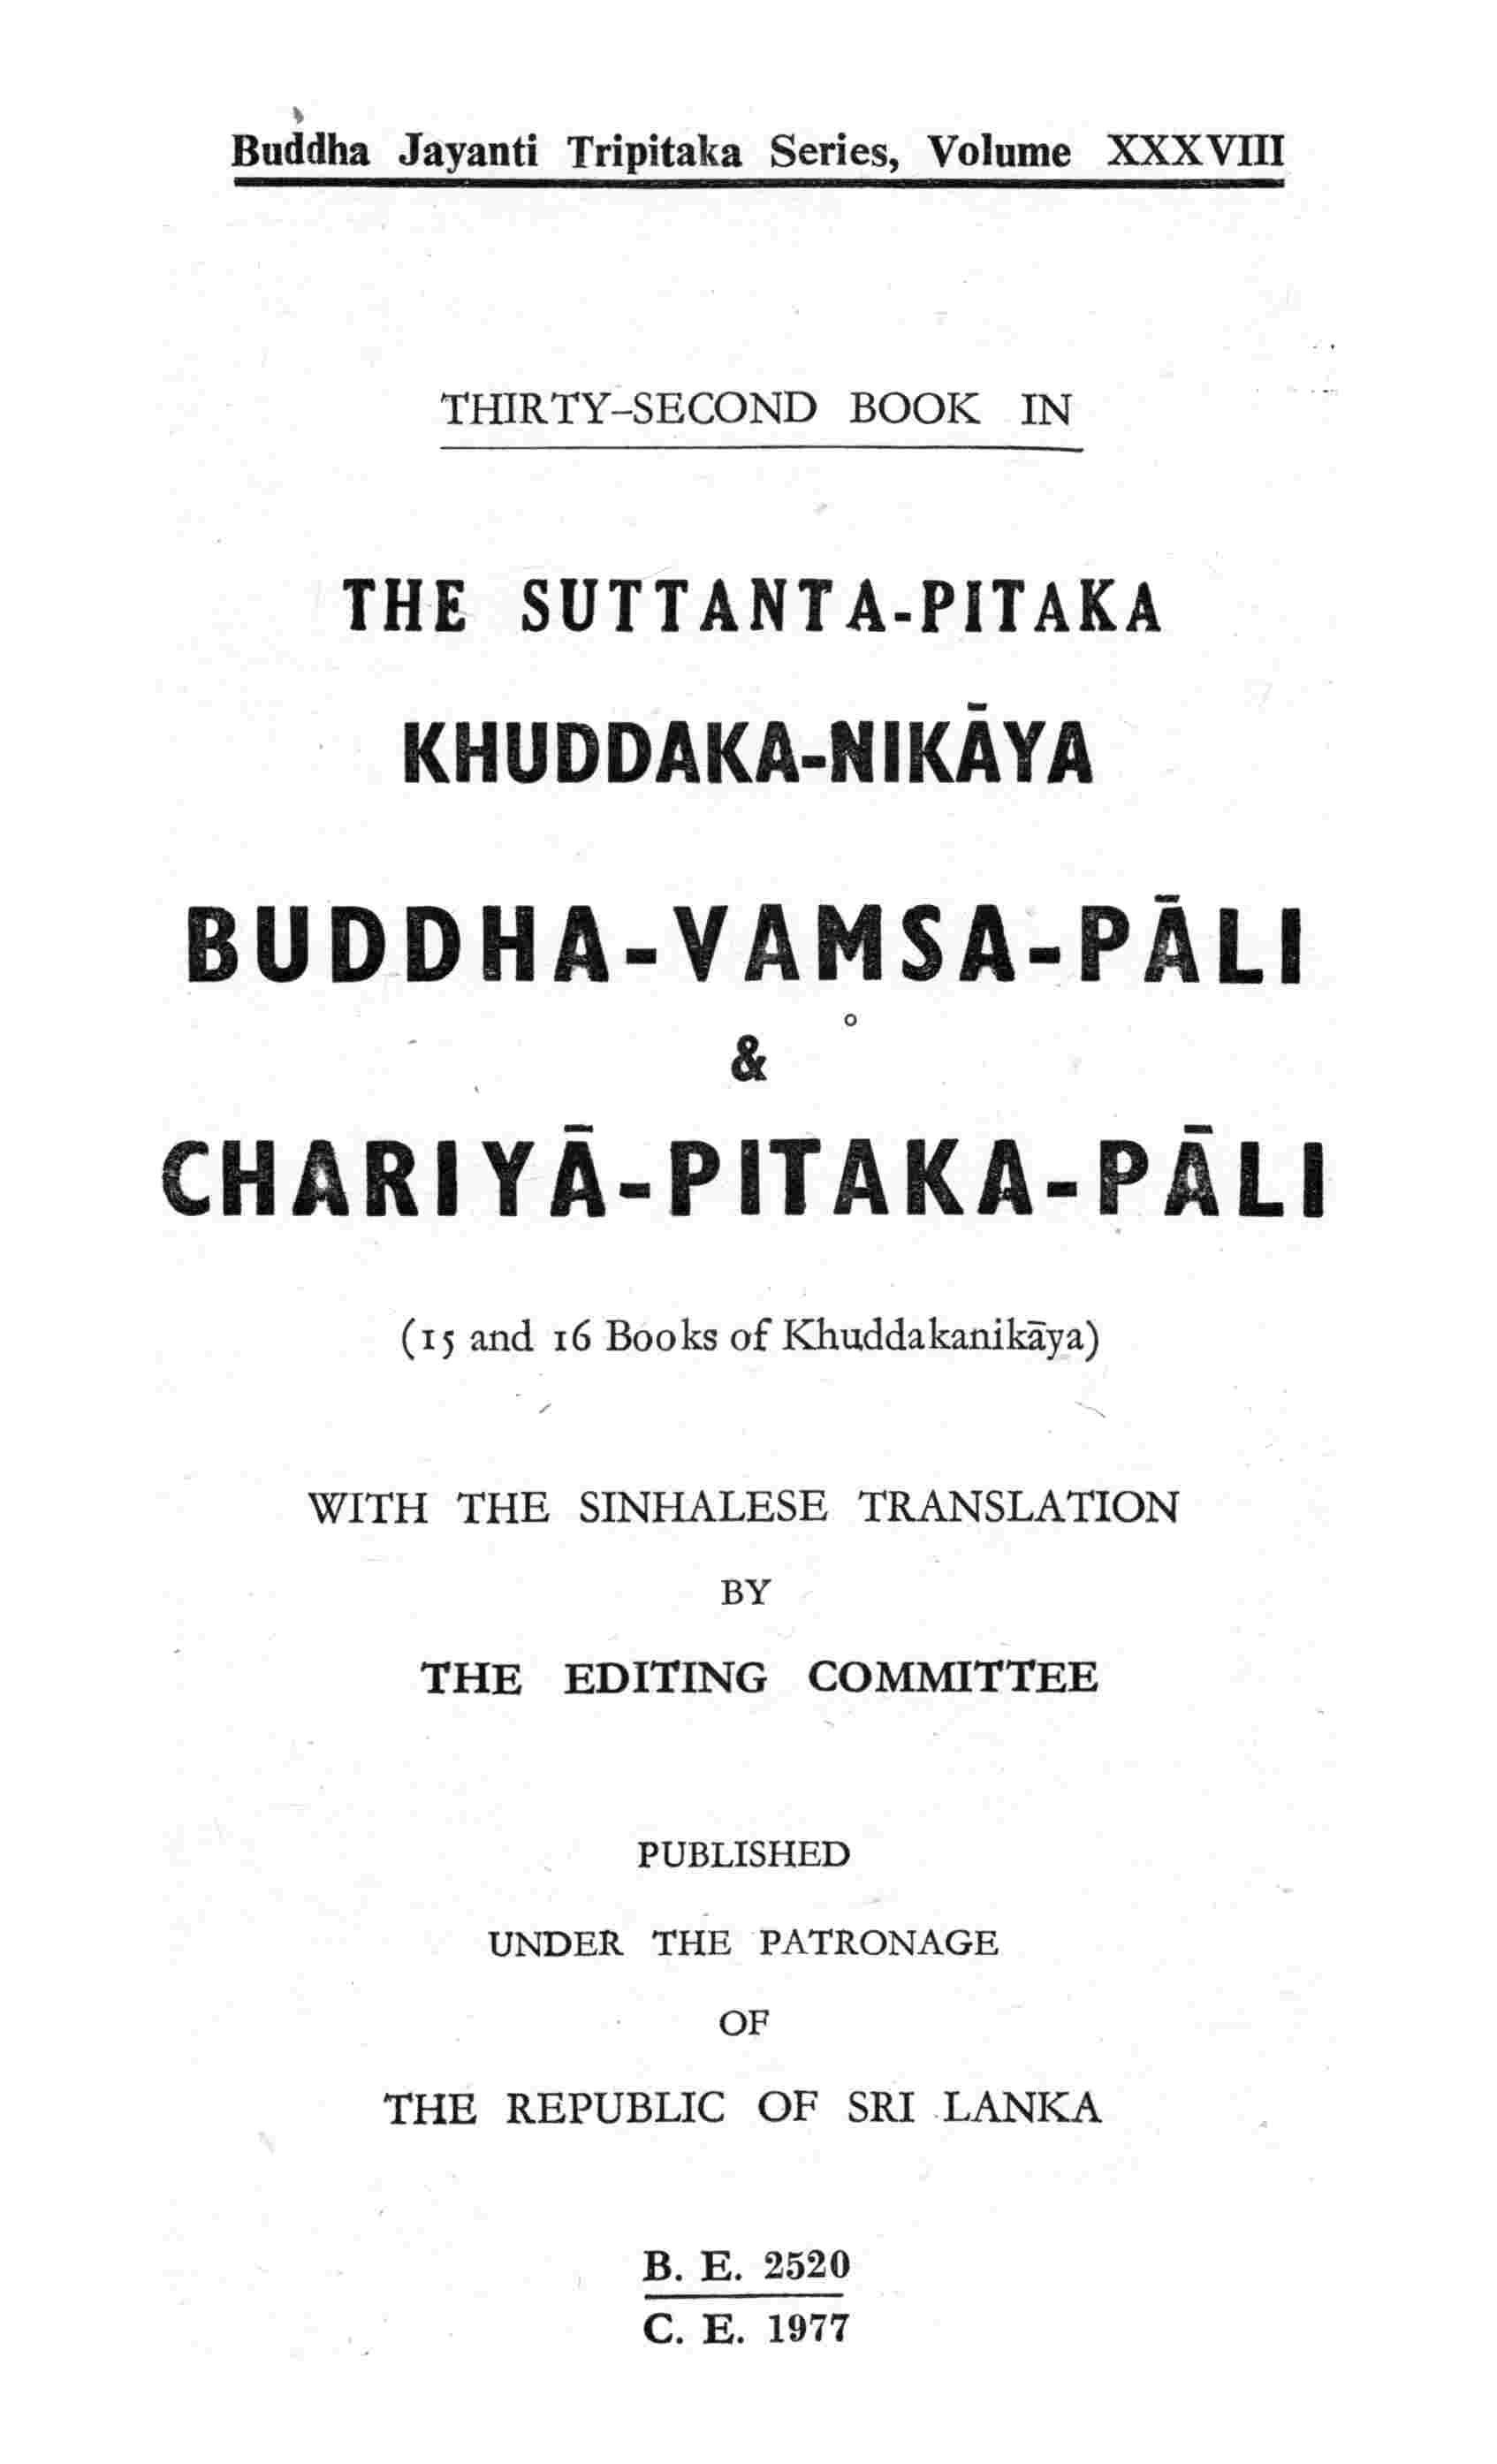 Buddha Jayanti Tripitaka Series, Volume XXXVIII
THIRTY-SECOND BOOK IN
THE SUTTANTA-PITAKA
KHUDDAKA-NIKĀYA
BUDDHA-VAṂSA-PĀLI
&
CHARIYĀ-PITAKA-PĀLI
(15 and 16 Books of Khuddakanikāya)
WITH THE SINHALESE TRANSLATION
BY
THE EDITING COMMITTEE
PUBLISHED
UNDER THE PATRONAGE
OF
THE REPUBLIC OF SRI LANKA
B. E. 2520
C. E. 1977